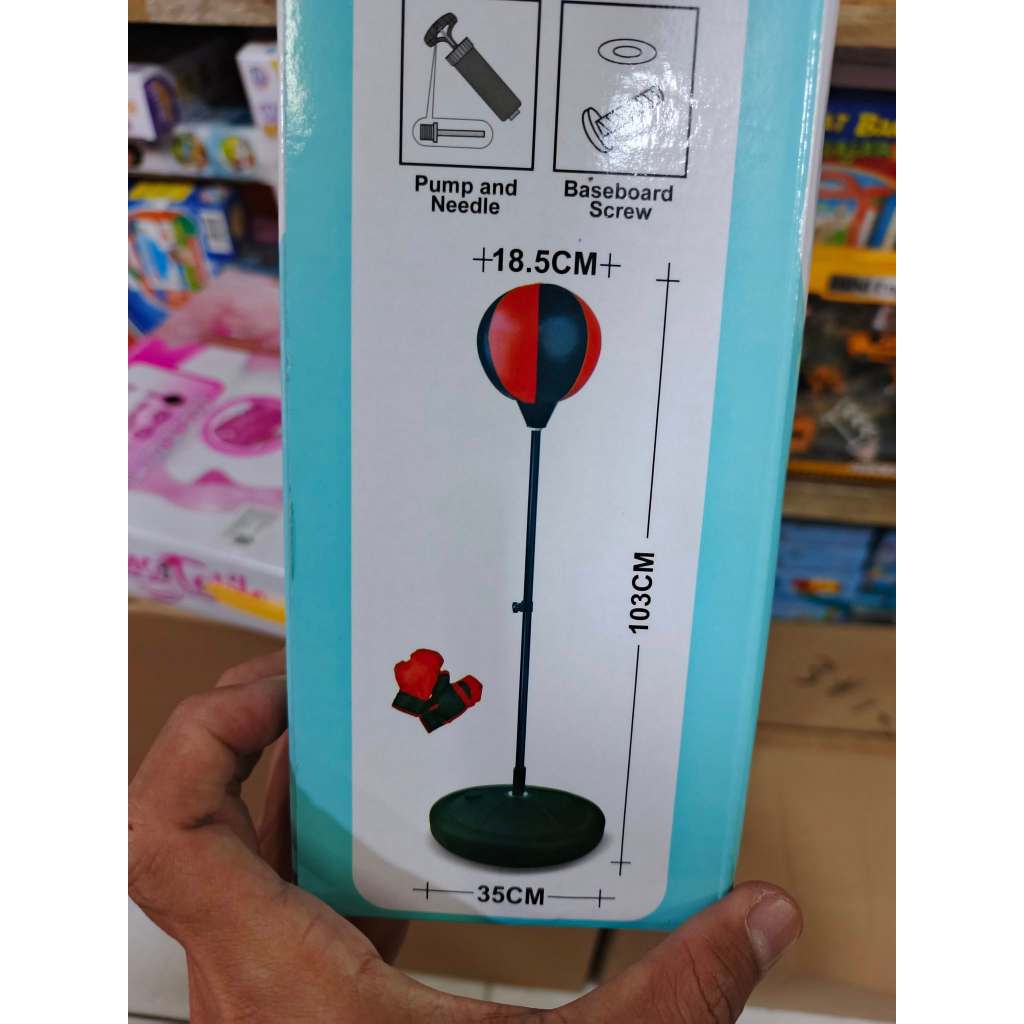 Pump and
Needle
Baseboard
Screw
18.5CM
103CM
35CM